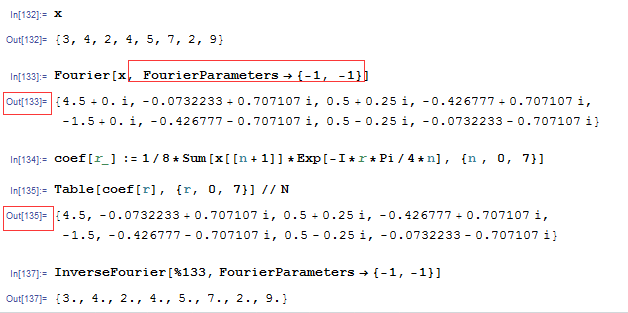 In[132]:= x
Out[132]= {3, 4, 2, 4, 5, 7, 2, 9}
In[133]:= Fourier[x, FourierParameters → {-1, -1}]
Out[133]= {4.5 + 0. i, -0.0732233 + 0.707107 i, 0.5 + 0.25 i, -0.426777 + 0.707107 i,
-1.5 + 0. i, -0.426777 - 0.707107 i, 0.5 - 0.25 i, -0.0732233 - 0.707107 i}
In[134]:= coef[r_] := 1/8*Sum[x[[n+1]]*Exp[-I*r*Pi/4*n], {n, 0, 7}]
In[135]:= Table[coef[r], {r, 0, 7}] // N
Out[135]= {4.5, -0.0732233 + 0.707107 i, 0.5 + 0.25 i, -0.426777 + 0.707107 i,
-1.5, -0.426777 - 0.707107 i, 0.5 - 0.25 i, -0.0732233 - 0.707107 i}
In[137]:= InverseFourier[%133, FourierParameters → {-1, -1}]
Out[137]= {3., 4., 2., 4., 5., 7., 2., 9.}